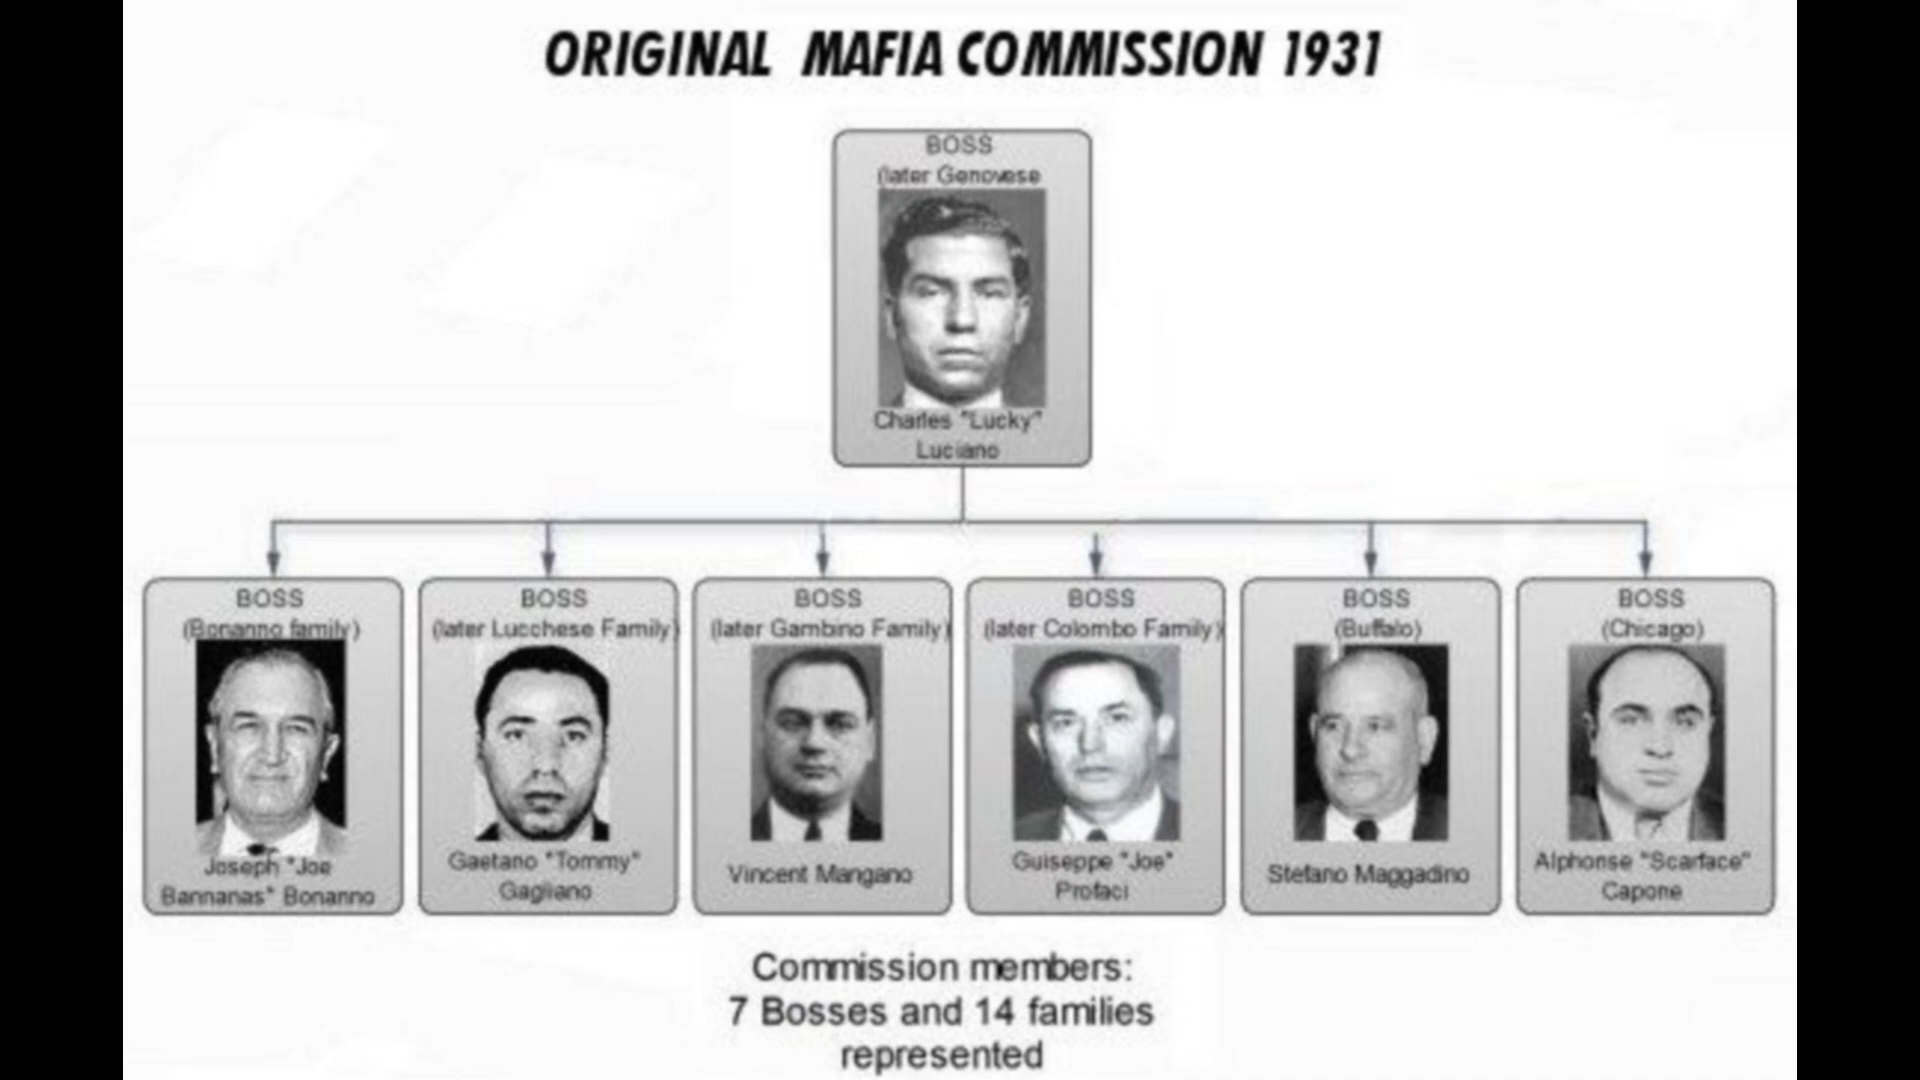 ORIGINAL MAFIA COMMISSION 1931
BOSS
(later Genovese
Charles "Lucky"
Luciano
BOSS
(Bonanno family)
Joseph "Joe
Bannanas" Bonanno
BOSS
(later Lucchese Family)
Gaetano "Tommy"
Gagliano
BOSS
(later Gambino Family)
Vincent Mangano
BOSS
(later Colombo Family)
Guiseppe "Joe"
Profaci
BOSS
(Buffalo)
Stefano Maggadino
BOSS
(Chicago)
Alphonse "Scarface"
Capone
Commission members:
7 Bosses and 14 families
represented